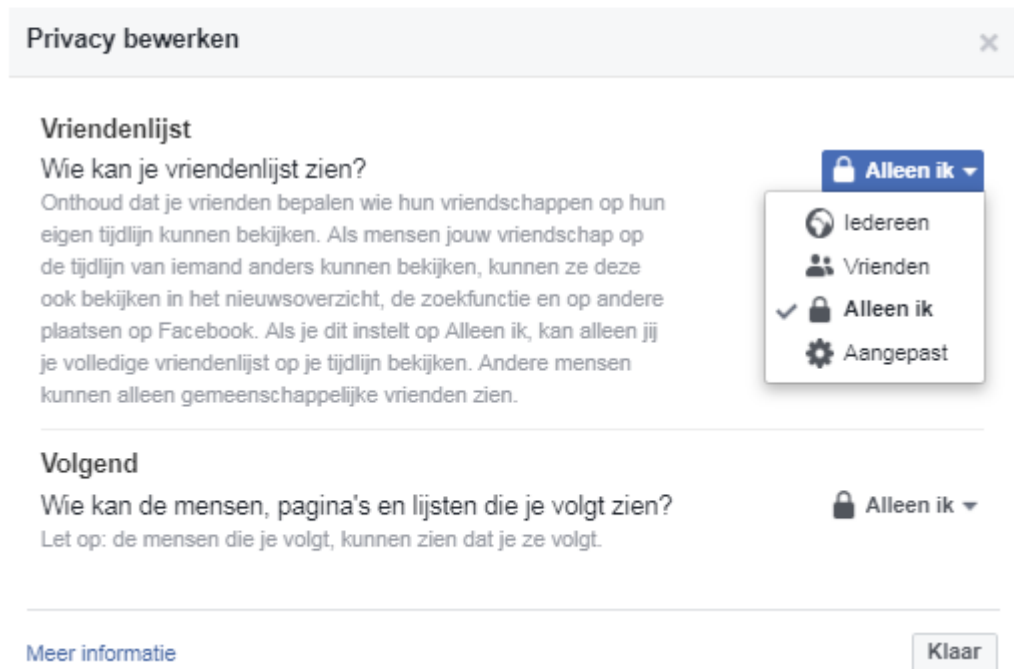 Privacy bewerken
Vriendenlijst
Wie kan je vriendenlijst zien?
Alleen ik
Onthoud dat je vrienden bepalen wie hun vriendschappen op hun
eigen tijdlijn kunnen bekijken. Als mensen jouw vriendschap op
de tijdlijn van iemand anders kunnen bekijken, kunnen ze deze
ook bekijken in het nieuwsoverzicht, de zoekfunctie en op andere
plaatsen op Facebook. Als je dit instelt op Alleen ik, kan alleen jij
je volledige vriendenlijst op je tijdlijn bekijken. Andere mensen
kunnen alleen gemeenschappelijke vrienden zien.
Iedereen
Vrienden
Alleen ik
Aangepast
Volgend
Wie kan de mensen, pagina's en lijsten die je volgt zien?
Alleen ik
Let op: de mensen die je volgt, kunnen zien dat je ze volgt.
Meer informatie
Klaar